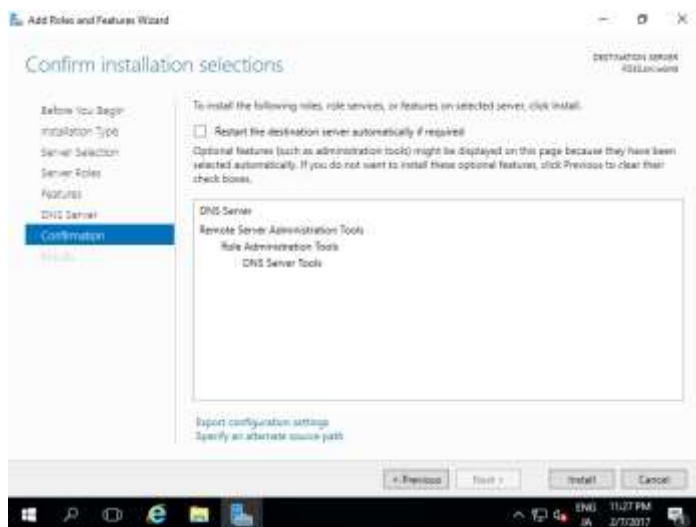 Add Roles and Features Wizard
Confirm installation selections
DESTINATION SERVER
Before You Begin
Installation Type
Server Selection
Server Roles
Features
DNS Server
Confirmation
Results
To install the following roles, role services, or features on selected server, click Install.
Restart the destination server automatically if required
Optional features (such as administration tools) might be displayed on this page because they have been
selected automatically. If you do not want to install these optional features, click Previous to clear their
check boxes.
DNS Server
Remote Server Administration Tools
Role Administration Tools
DNS Server Tools
Export configuration settings
Specify an alternate source path
< Previous
Next >
Install
Cancel
ENG
11:27 PM
2/7/2017